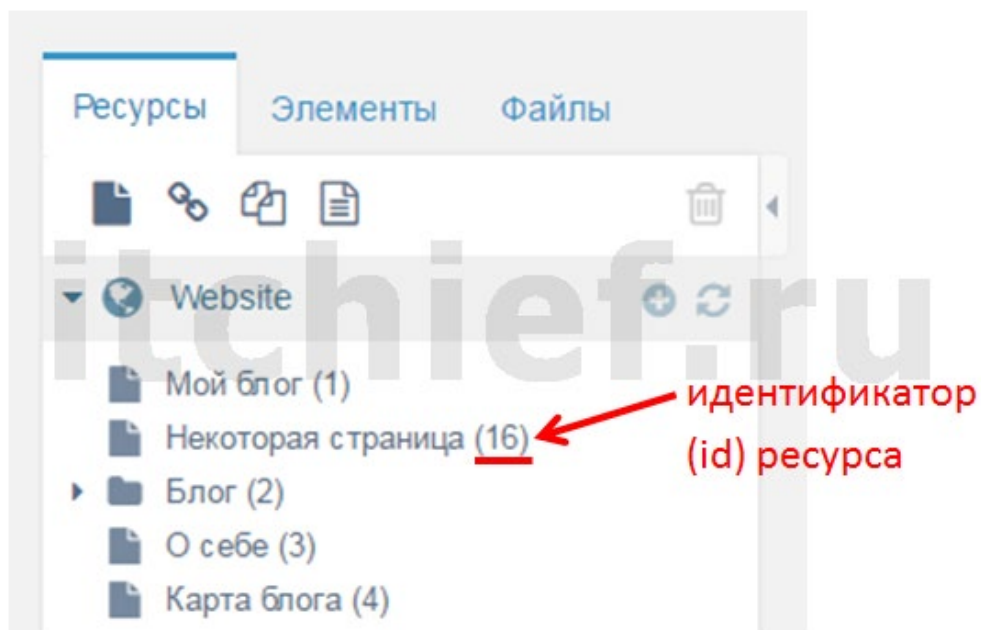 Ресурсы Элементы Файлы
Website
itchief.ru
Мой блог (1)
идентификатор
Некоторая страница (16)
(id) ресурса
Блог (2)
О себе (3)
Карта блога (4)